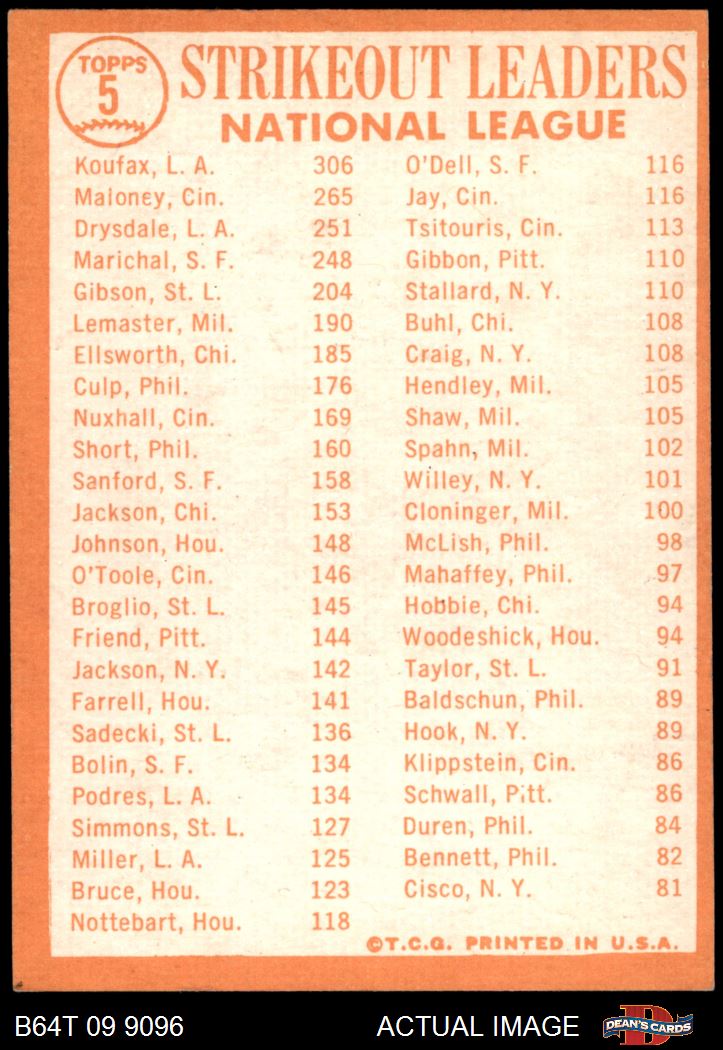 TOPPS
5
STRIKEOUT LEADERS
NATIONAL LEAGUE
Koufax, L. A. 306
Maloney, Cin. 265
Drysdale, L. A. 251
Marichal, S. F. 248
Gibson, St. L. 204
Lemaster, Mil. 190
Ellsworth, Chi. 185
Culp, Phil. 176
Nuxhall, Cin. 169
Short, Phil. 160
Sanford, S. F. 158
Jackson, Chi. 153
Johnson, Hou. 148
O'Toole, Cin. 146
Broglio, St. L. 145
Friend, Pitt. 144
Jackson, N. Y. 142
Farrell, Hou. 141
Sadecki, St. L. 136
Bolin, S. F. 134
Podres, L. A. 134
Simmons, St. L. 127
Miller, L. A. 125
Bruce, Hou. 123
Nottebart, Hou. 118
O'Dell, S. F. 116
Jay, Cin. 116
Tsitouris, Cin. 113
Gibbon, Pitt. 110
Stallard, N. Y. 110
Buhl, Chi. 108
Craig, N. Y. 108
Hendley, Mil. 105
Shaw, Mil. 105
Spahn, Mil. 102
Willey, N. Y. 101
Cloninger, Mil. 100
McLish, Phil. 98
Mahaffey, Phil. 97
Hobbie, Chi. 94
Woodeshick, Hou. 94
Taylor, St. L. 91
Baldschun, Phil. 89
Hook, N. Y. 89
Klippstein, Cin. 86
Schwall, Pitt. 86
Duren, Phil. 84
Bennett, Phil. 82
Cisco, N. Y. 81
©T.C.G. PRINTED IN U.S.A.
B64T 09 9096 ACTUAL IMAGE
D
DEAN'S CARDS